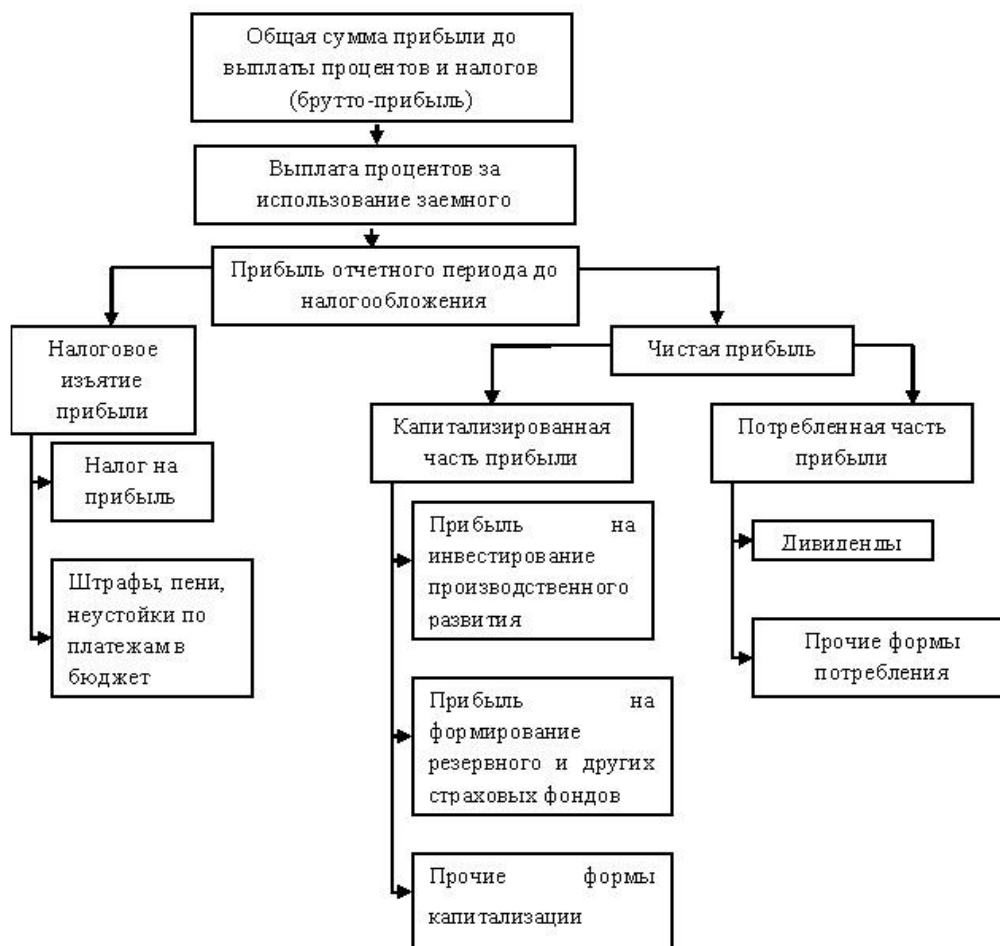 Общая сумма прибыли до
выплаты процентов и налогов
(брутто-прибыль)
Выплата процентов за
использование заемного
Прибыль отчетного периода до
налогообложения
Налоговое
изъятие
прибыли
Чистая прибыль
Налог на
прибыль
Штрафы, пени,
неустойки по
платежам в
бюджет
Капитализированная
часть прибыли
Прибыль на
инвестирование
производственного
развития
Прибыль на
формирование
резервного и других
страховых фондов
Прочие формы
капитализации
Потребленная часть
прибыли
Дивиденды
Прочие формы
потребления